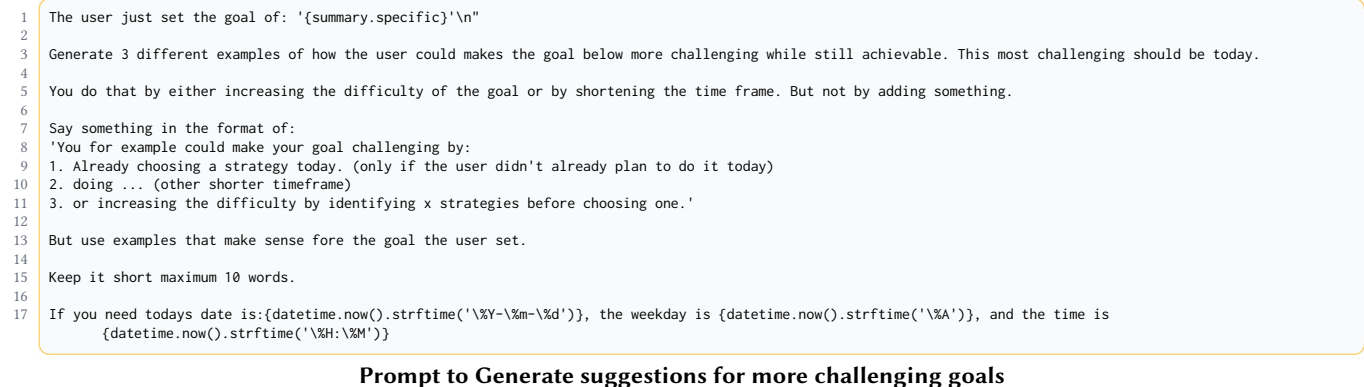 1 The user just set the goal of: '{summary.specific}'\n"
2
3 Generate 3 different examples of how the user could makes the goal below more challenging while still achievable. This most challenging should be today.
4
5 You do that by either increasing the difficulty of the goal or by shortening the time frame. But not by adding something.
6
7 Say something in the format of:
8 'You for example could make your goal challenging by:
9 1. Already choosing a strategy today. (only if the user didn't already plan to do it today)
10 2. doing ... (other shorter timeframe)
11 3. or increasing the difficulty by identifying x strategies before choosing one.'
12
13 But use examples that make sense fore the goal the user set.
14
15 Keep it short maximum 10 words.
16
17 If you need todays date is:{datetime.now().strftime('\%Y-\%m-\%d')}, the weekday is {datetime.now().strftime('\%A')}, and the time is
{datetime.now().strftime('\%H:\%M')}
Prompt to Generate suggestions for more challenging goals